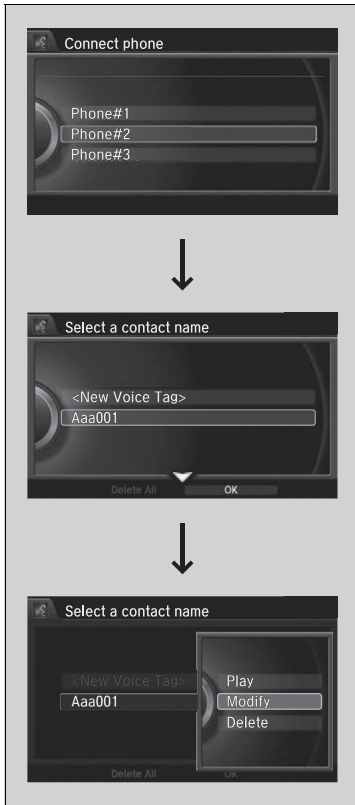 Connect phone
Phone#1
Phone#2
Phone#3
Select a contact name
<New Voice Tag>
Aaa001
Delete All OK
Select a contact name
<New Voice Tag>
Aaa001
Play
Modify
Delete
Delete All OK